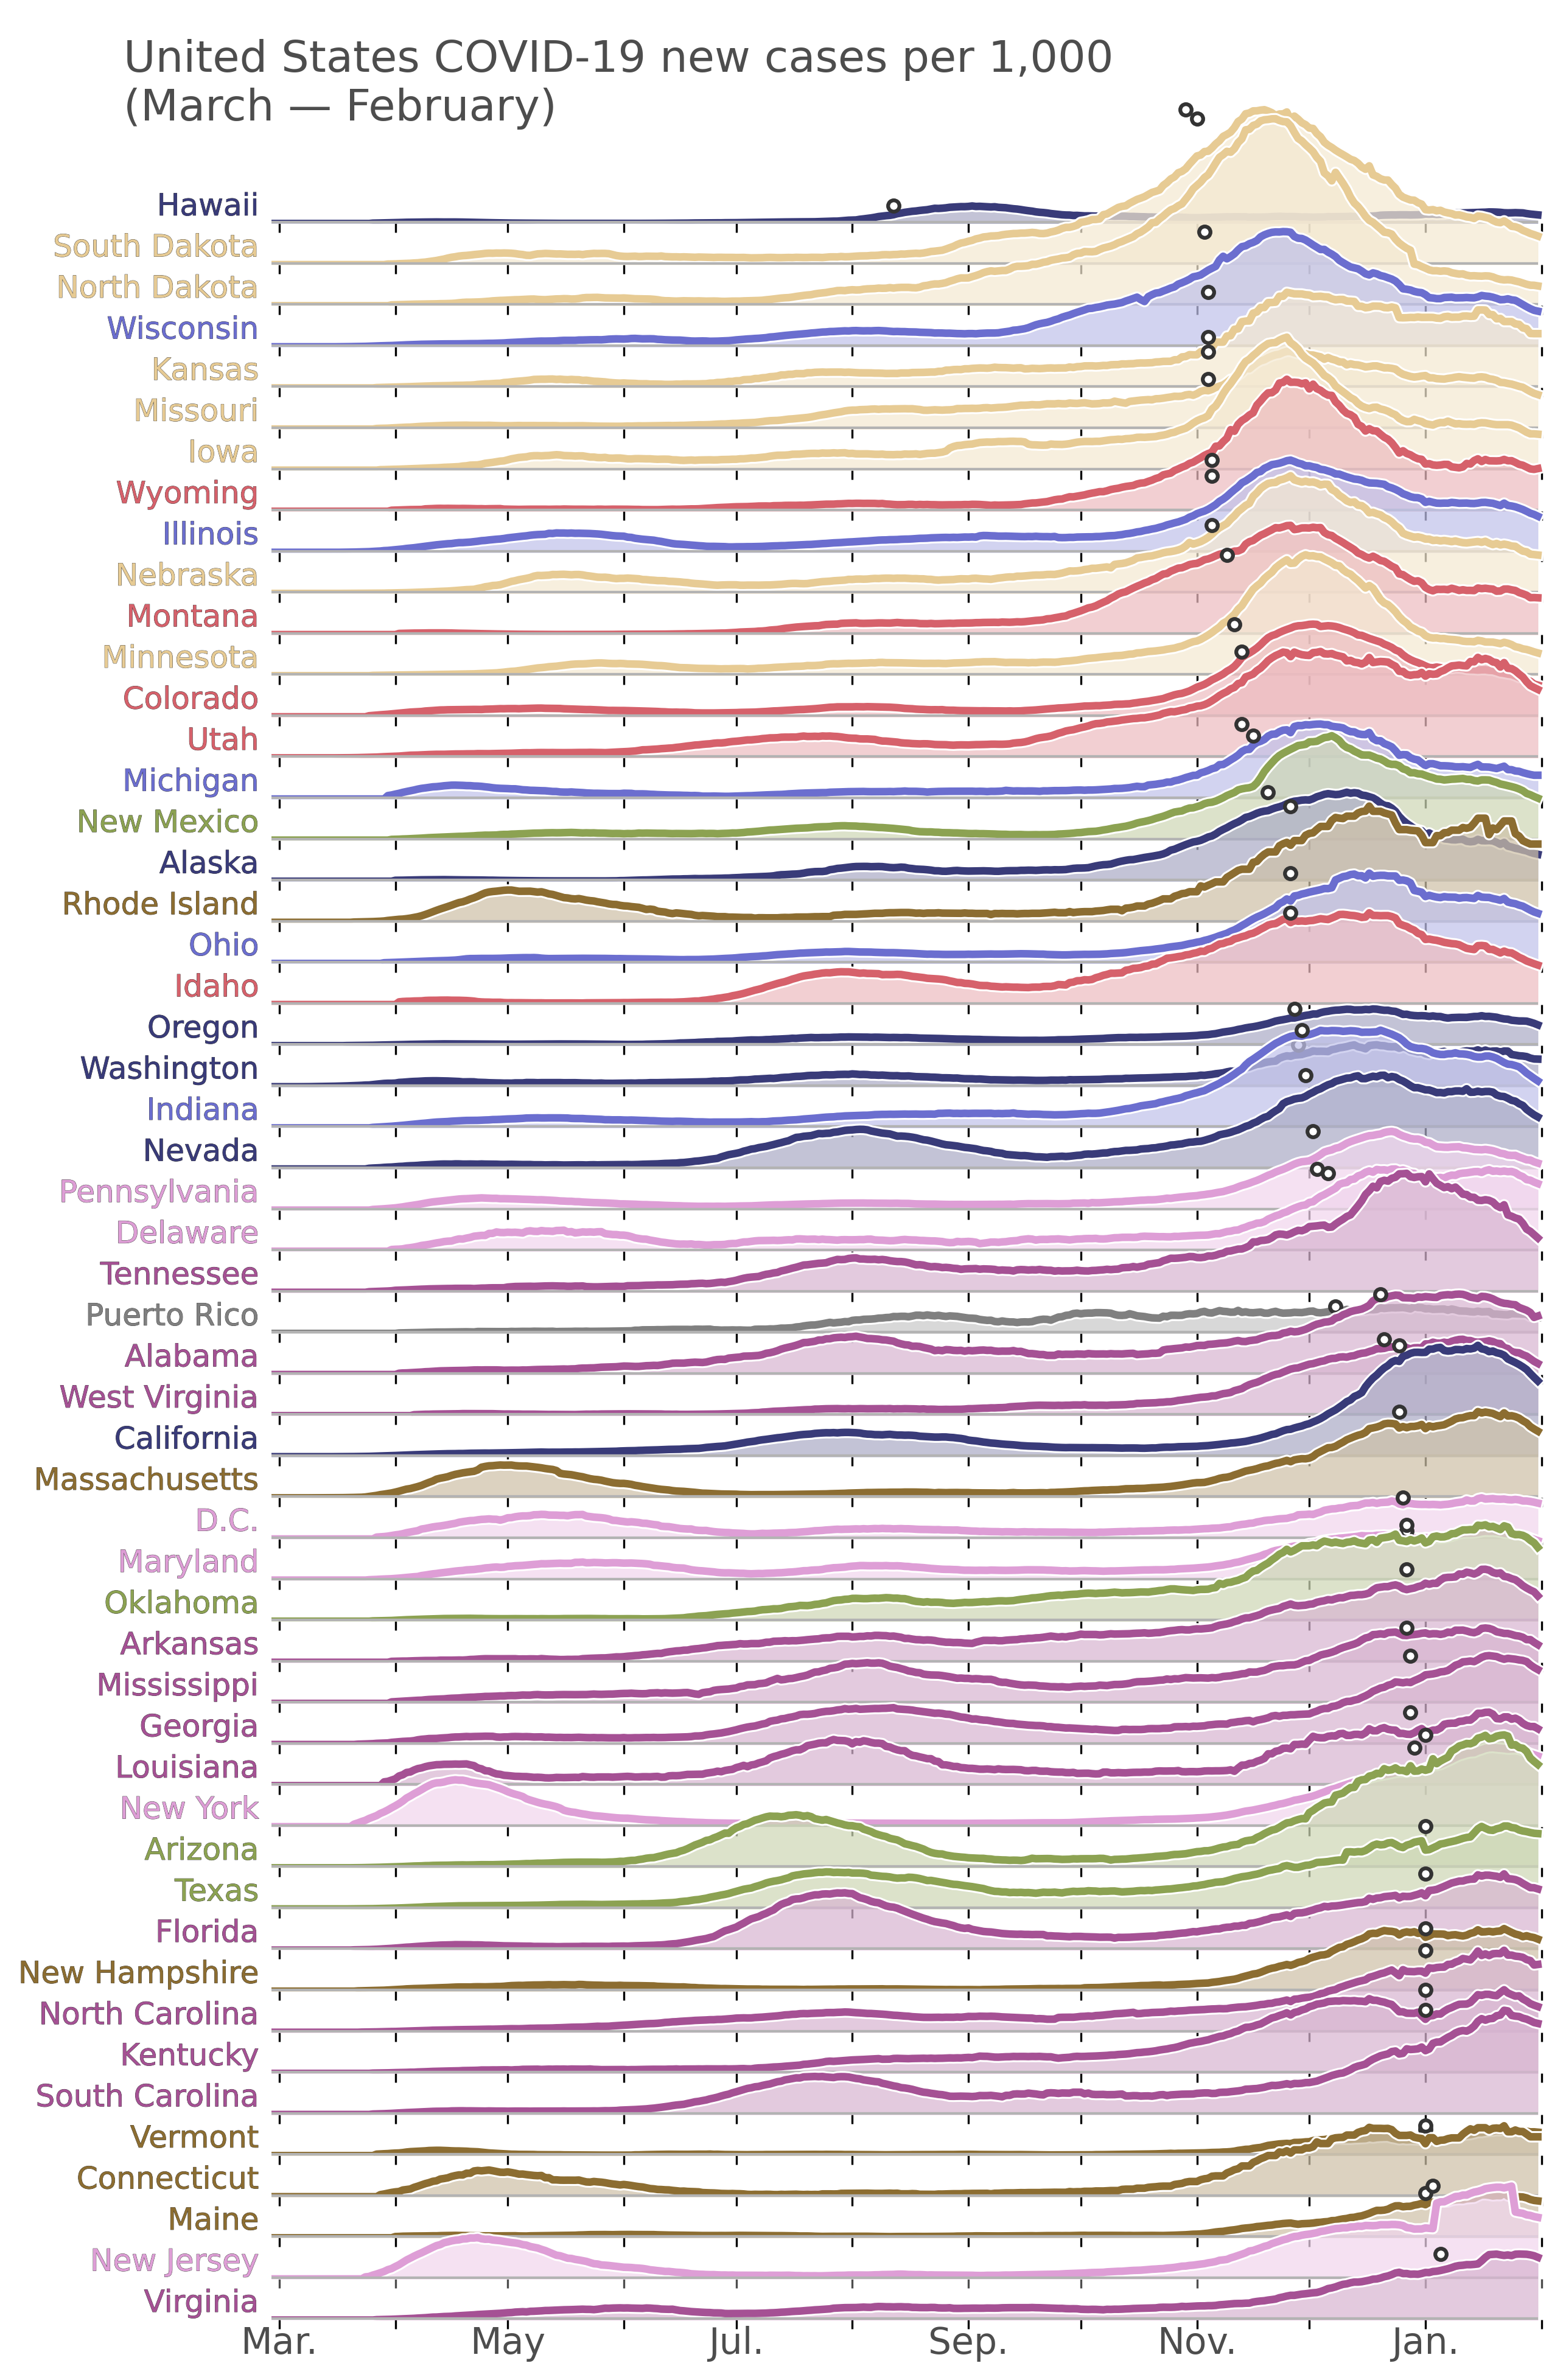 United States COVID-19 new cases per 1,000
(March — February)
Hawaii
South Dakota
North Dakota
Wisconsin
Kansas
Missouri
Iowa
Wyoming
Illinois
Nebraska
Montana
Minnesota
Colorado
Utah
Michigan
New Mexico
Alaska
Rhode Island
Ohio
Idaho
Oregon
Washington
Indiana
Nevada
Pennsylvania
Delaware
Tennessee
Puerto Rico
Alabama
West Virginia
California
Massachusetts
D.C.
Maryland
Oklahoma
Arkansas
Mississippi
Georgia
Louisiana
New York
Arizona
Texas
Florida
New Hampshire
North Carolina
Kentucky
South Carolina
Vermont
Connecticut
Maine
New Jersey
Virginia
Mar. May Jul. Sep. Nov. Jan.